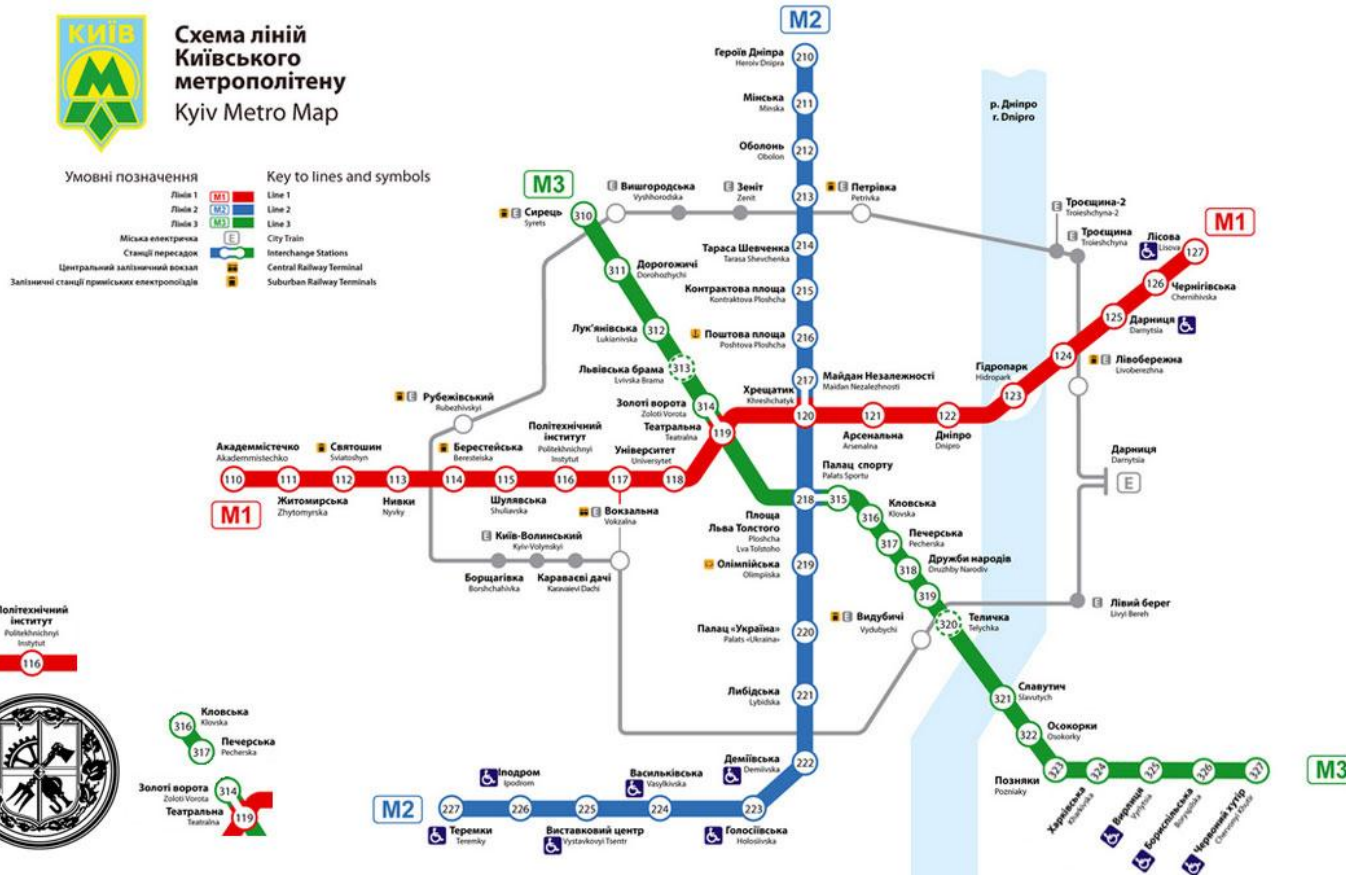 КИЇВ
Схема ліній
Київського
метрополітену
Kyiv Metro Map
Умовні позначення
Key to lines and symbols
Лінія 1 M1 Line 1
Лінія 2 M2 Line 2
Лінія 3 M3 Line 3
Міська електричка E City Train
Станції пересадок Interchange Stations
Центральний залізничний вокзал Central Railway Terminal
Залізничні станції приміських електропоїздів Suburban Railway Terminals
M2
Героїв Дніпра
Heroiv Dnipra
210
Мінська
Minska
211
Оболонь
Obolon
212
E Петрівка
Petrivka
213
Тараса Шевченка
Tarasa Shevchenka
214
Контрактова площа
Kontraktova Ploshcha
215
Поштова площа
Poshtova Ploshcha
216
217
Майдан Незалежності
Maidan Nezalezhnosti
р. Дніпро
r. Dnipro
M3
E Сирець
Syrets
310
E Вишгородська
Vyshhorodska
E Зеніт
Zenit
311
Дорогожичі
Dorohozhychi
Лук'янівська
Lukianivska
312
Львівська брама
Lvivska Brama
313
Золоті ворота
Zoloti Vorota
314
Театральна
Teatralna
119
Хрещатик
Khreshchatyk
120
121
Арсенальна
Arsenalna
122
Дніпро
Dnipro
Гідропарк
Hidropark
123
124
E Лівобережна
Livoberezhna
125
Дарниця
Darnytsia
126
Чернігівська
Chernihivska
Лісова
Lisova
127
M1
E
Троєщина-2
Troieshchyna-2
E Троєщина
Troieshchyna
Дарниця
Darnytsia
E
E Лівий берег
Livyi Bereh
E Рубежівський
Rubezhivskyi
Академмістечко
Akademmistechko
110
M1
111
Житомирська
Zhytomyrska
Святошин
Sviatoshyn
112
113
Нивки
Nyvky
Берестейська
Beresteiska
114
115
Шулявська
Shuliavska
Політехнічний
інститут
Politekhnichnyi
Instytut
116
117
E Вокзальна
Vokzalna
Університет
Universytet
118
E Київ-Волинський
Kyiv-Volynskyi
Борщагівка
Borshchahivka
Караваєві дачі
Karavaievi Dachi
218
Площа
Льва Толстого
Ploshcha
Lva Tolstoho
Палац спорту
Palats Sportu
315
316
Кловська
Klovska
317
Печерська
Pecherska
318
Дружби народів
Druzhby Narodiv
319
E Видубичі
Vydubychi
320
Теличка
Telychka
321
Славутич
Slavutych
322
Осокорки
Osokorky
323
Позняки
Pozniaky
324
Харківська
Kharkivska
325
Вирлиця
Vyrlytsia
326
Бориспільська
Boryspilska
327
Червоний хутір
Chervonyi Khutir
M3
Олімпійська
Olimpiiska
219
Палац «Україна»
Palats «Ukraina»
220
Либідська
Lybidska
221
Деміївська
Demiivska
222
223
Голосіївська
Holosiivska
Васильківська
Vasylkivska
224
225
Виставковий центр
Vystavkovyi Tsentr
Іподром
Ipodrom
226
227
Теремки
Teremky
M2
Політехнічний
інститут
Politekhnichnyi
Instytut
116
316
Кловська
Klovska
317
Печерська
Pecherska
Золоті ворота
Zoloti Vorota
314
Театральна
Teatralna
119